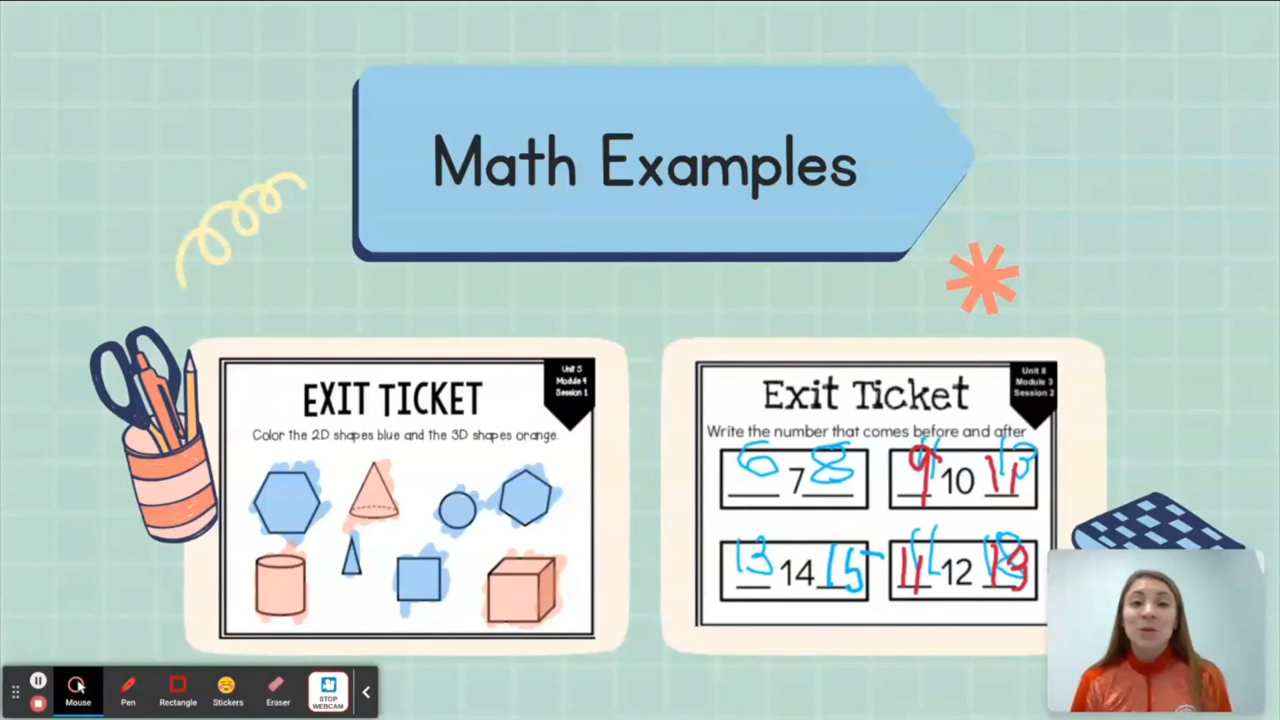 Math Examples
EXIT TICKET
Unit 5
Module 4
Session 1
Color the 2D shapes blue and the 3D shapes orange.
Exit Ticket
Unit 8
Module 3
Session 2
Write the number that comes before and after
6 7 8
9 10 11
13 14 15
11 12 13
Mouse
Pen
Rectangle
Stickers
Eraser
STOP
WEBCAM